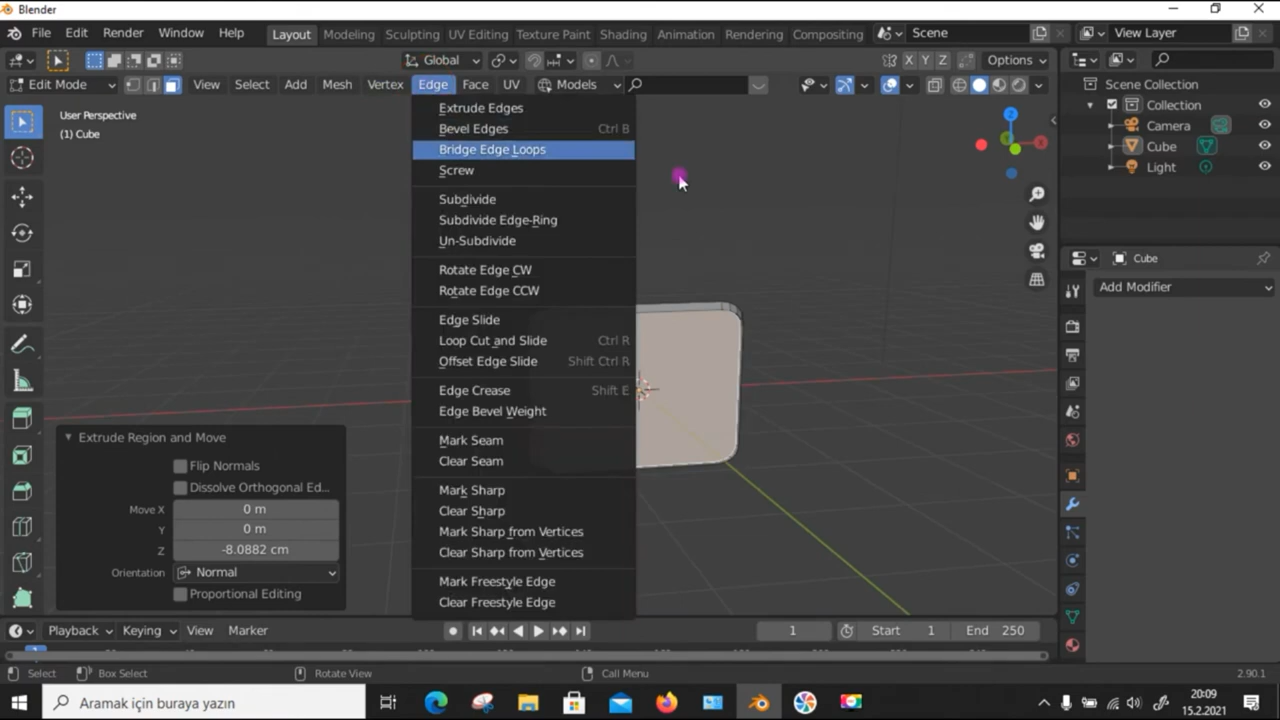 Blender
File Edit Render Window Help Layout Modeling Sculpting UV Editing Texture Paint Shading Animation Rendering Compositing Scene View Layer
Global X Y Z Options
Edit Mode View Select Add Mesh Vertex Edge Face UV Models
User Perspective
(1) Cube
Extrude Edges
Bevel Edges Ctrl B
Bridge Edge Loops
Screw
Subdivide
Subdivide Edge-Ring
Un-Subdivide
Rotate Edge CW
Rotate Edge CCW
Edge Slide
Loop Cut and Slide Ctrl R
Offset Edge Slide Shift Ctrl R
Edge Crease Shift E
Edge Bevel Weight
Mark Seam
Clear Seam
Mark Sharp
Clear Sharp
Mark Sharp from Vertices
Clear Sharp from Vertices
Mark Freestyle Edge
Clear Freestyle Edge
Z
Y
X
Scene Collection
Collection
Camera
Cube
Light
Cube
Add Modifier
Extrude Region and Move
Flip Normals
Dissolve Orthogonal Ed...
Move X 0 m
Y 0 m
Z -8.0882 cm
Orientation Normal
Proportional Editing
Playback Keying View Marker 1 Start 1 End 250
Select Box Select Rotate View Call Menu 2.90.1
Aramak için buraya yazın
20:09
15.2.2021